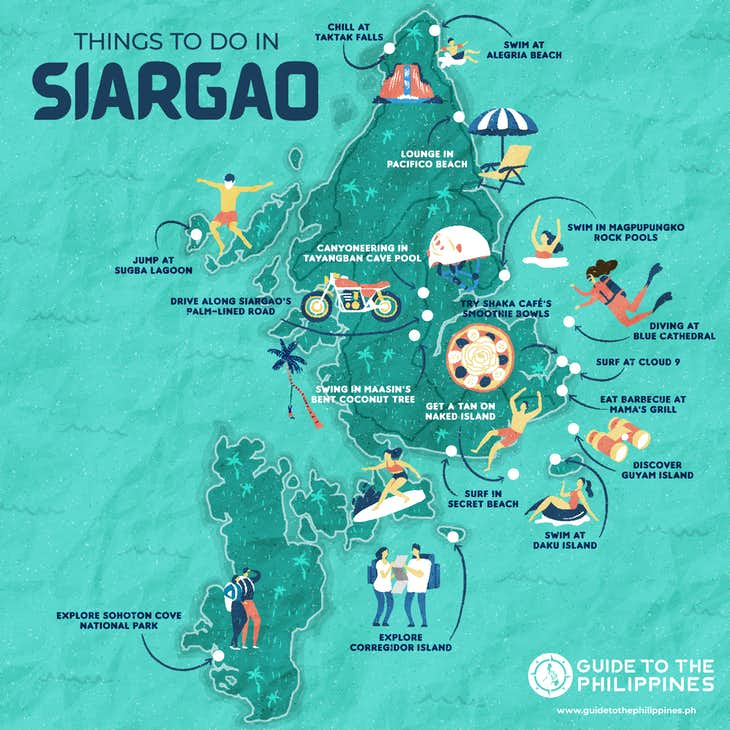 THINGS TO DO IN
SIARGAO
CHILL AT
TAKTAK FALLS
SWIM AT
ALEGRIA BEACH
LOUNGE IN
PACIFICO BEACH
SWIM IN MAGPUPUNGKO
ROCK POOLS
JUMP AT
SUGBA LAGOON
CANYONEERING IN
TAYANGBAN CAVE POOL
DRIVE ALONG SIARGAO'S
PALM-LINED ROAD
TRY SHAKA CAFÉ'S
SMOOTHIE BOWLS
DIVING AT
BLUE CATHEDRAL
SURF AT CLOUD 9
SWING IN MAASIN'S
BENT COCONUT TREE
GET A TAN ON
NAKED ISLAND
EAT BARBECUE AT
MAMA'S GRILL
DISCOVER
GUYAM ISLAND
SURF IN
SECRET BEACH
SWIM AT
DAKU ISLAND
EXPLORE SOHOTON COVE
NATIONAL PARK
EXPLORE
CORREGIDOR ISLAND
GUIDE TO THE
PHILIPPINES
www.guidetothephilippines.ph